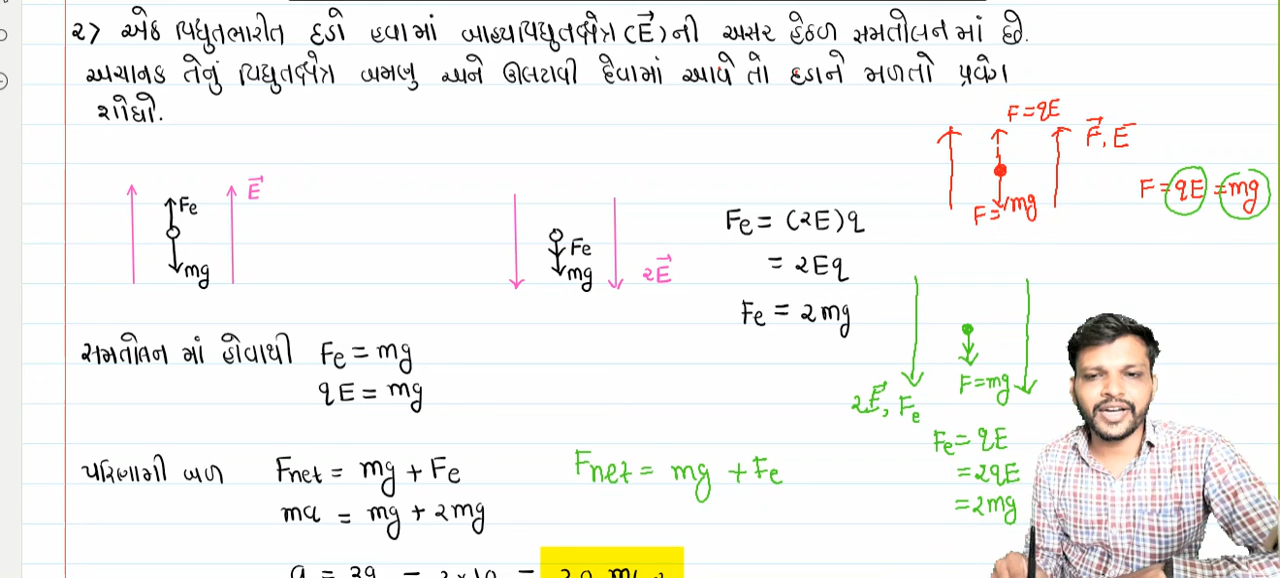 ૨) એક વિદ્યુતભારીત દડો હવામાં બાહ્યવિદ્યુતક્ષેત્ર (E⃗) ની અસર હેઠળ સમતોલન માં છે.
અચાનક તેનું વિદ્યુતક્ષેત્ર બમણુ અને ઊલટાવી દેવામાં આવે તો દડાને મળતો પ્રવેગ
શોધો.
E⃗
Fe
mg
Fe
mg
2E⃗
Fe = (2E)q
= 2Eq
Fe = 2mg
F = qE
F⃗, E
F = mg
F = qE = mg
સમતોલન માં હોવાથી Fe = mg
qE = mg
F = mg
2E⃗, Fe
Fe = qE
= 2qE
= 2mg
પરિણામી બળ Fnet = mg + Fe
ma = mg + 2mg
Fnet = mg + Fe